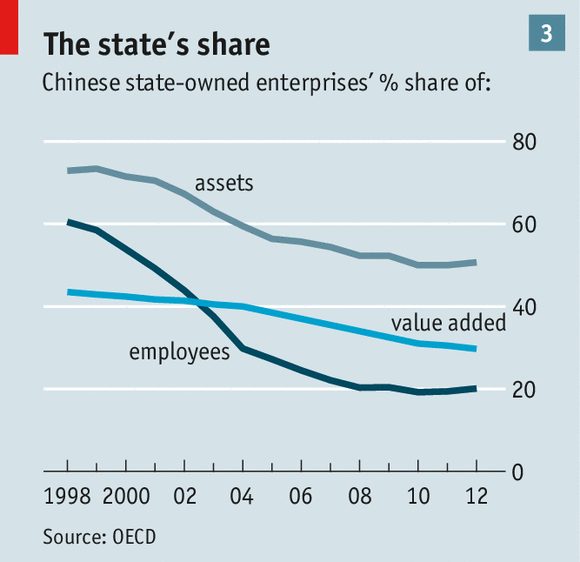 The state's share
3
Chinese state-owned enterprises' % share of:
80
assets
60
40
value added
employees
20
0
1998 2000 02 04 06 08 10 12
Source: OECD